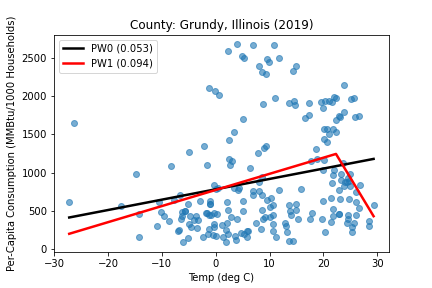 County: Grundy, Illinois (2019)
PW0 (0.053)
PW1 (0.094)
Per-Capita Consumption (MMBtu/1000 Households)
2500
2000
1500
1000
500
0
−30 −20 −10 0 10 20 30
Temp (deg C)